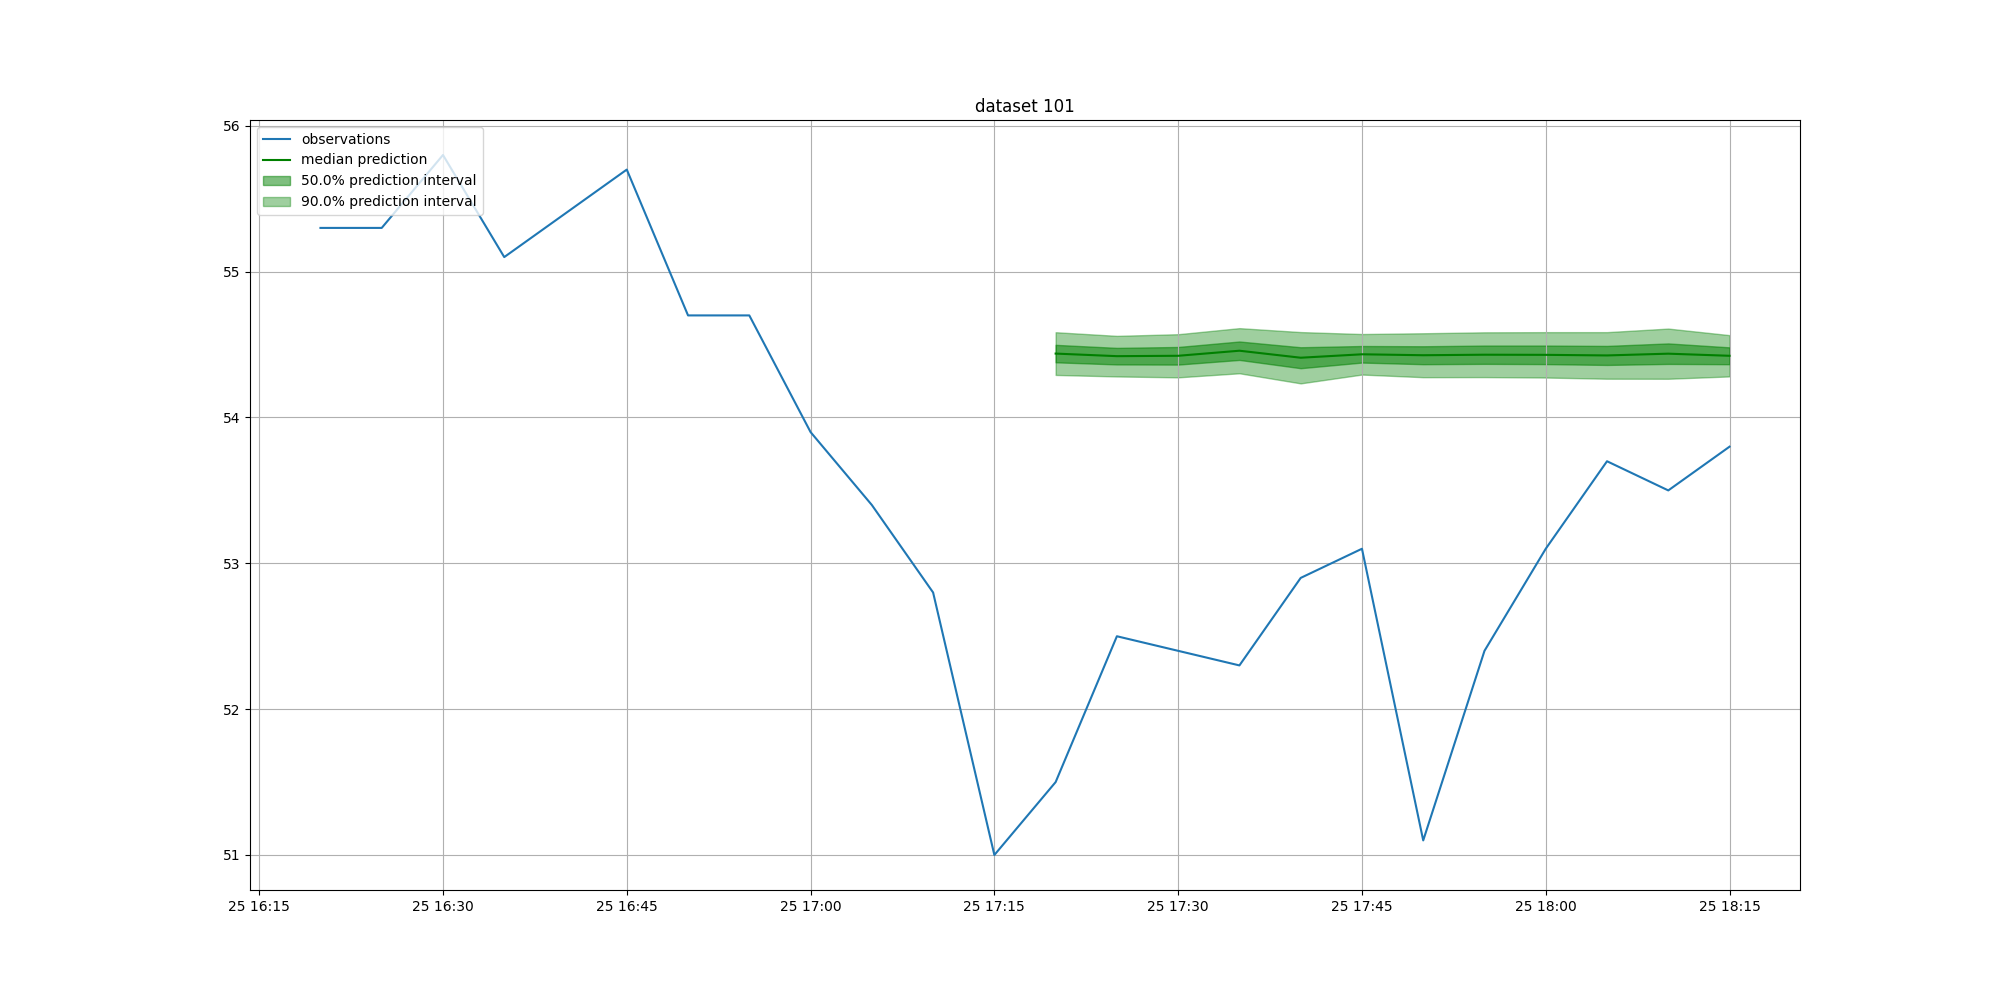 dataset 101
56
observations
median prediction
50.0% prediction interval
90.0% prediction interval
55
54
53
52
51
25 16:15 25 16:30 25 16:45 25 17:00 25 17:15 25 17:30 25 17:45 25 18:00 25 18:15